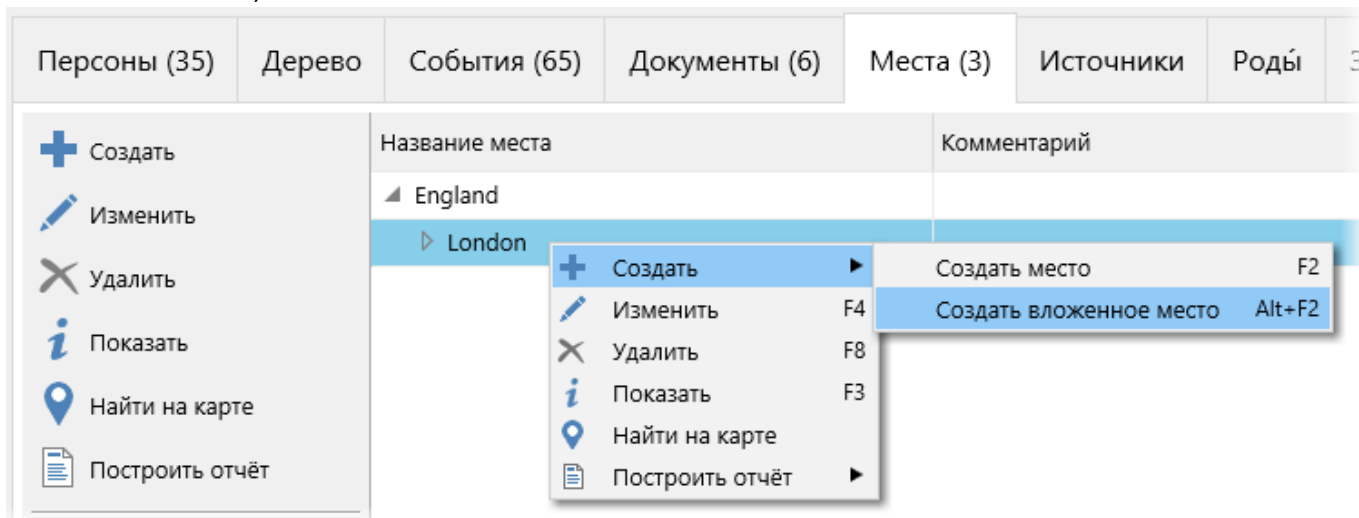 Персоны (35) Дерево События (65) Документы (6) Места (3) Источники Роды́
Создать
Изменить
Удалить
Показать
Найти на карте
Построить отчёт
Название места Комментарий
England
London
Создать
Изменить F4
Удалить F8
Показать F3
Найти на карте
Построить отчёт
Создать место F2
Создать вложенное место Alt+F2